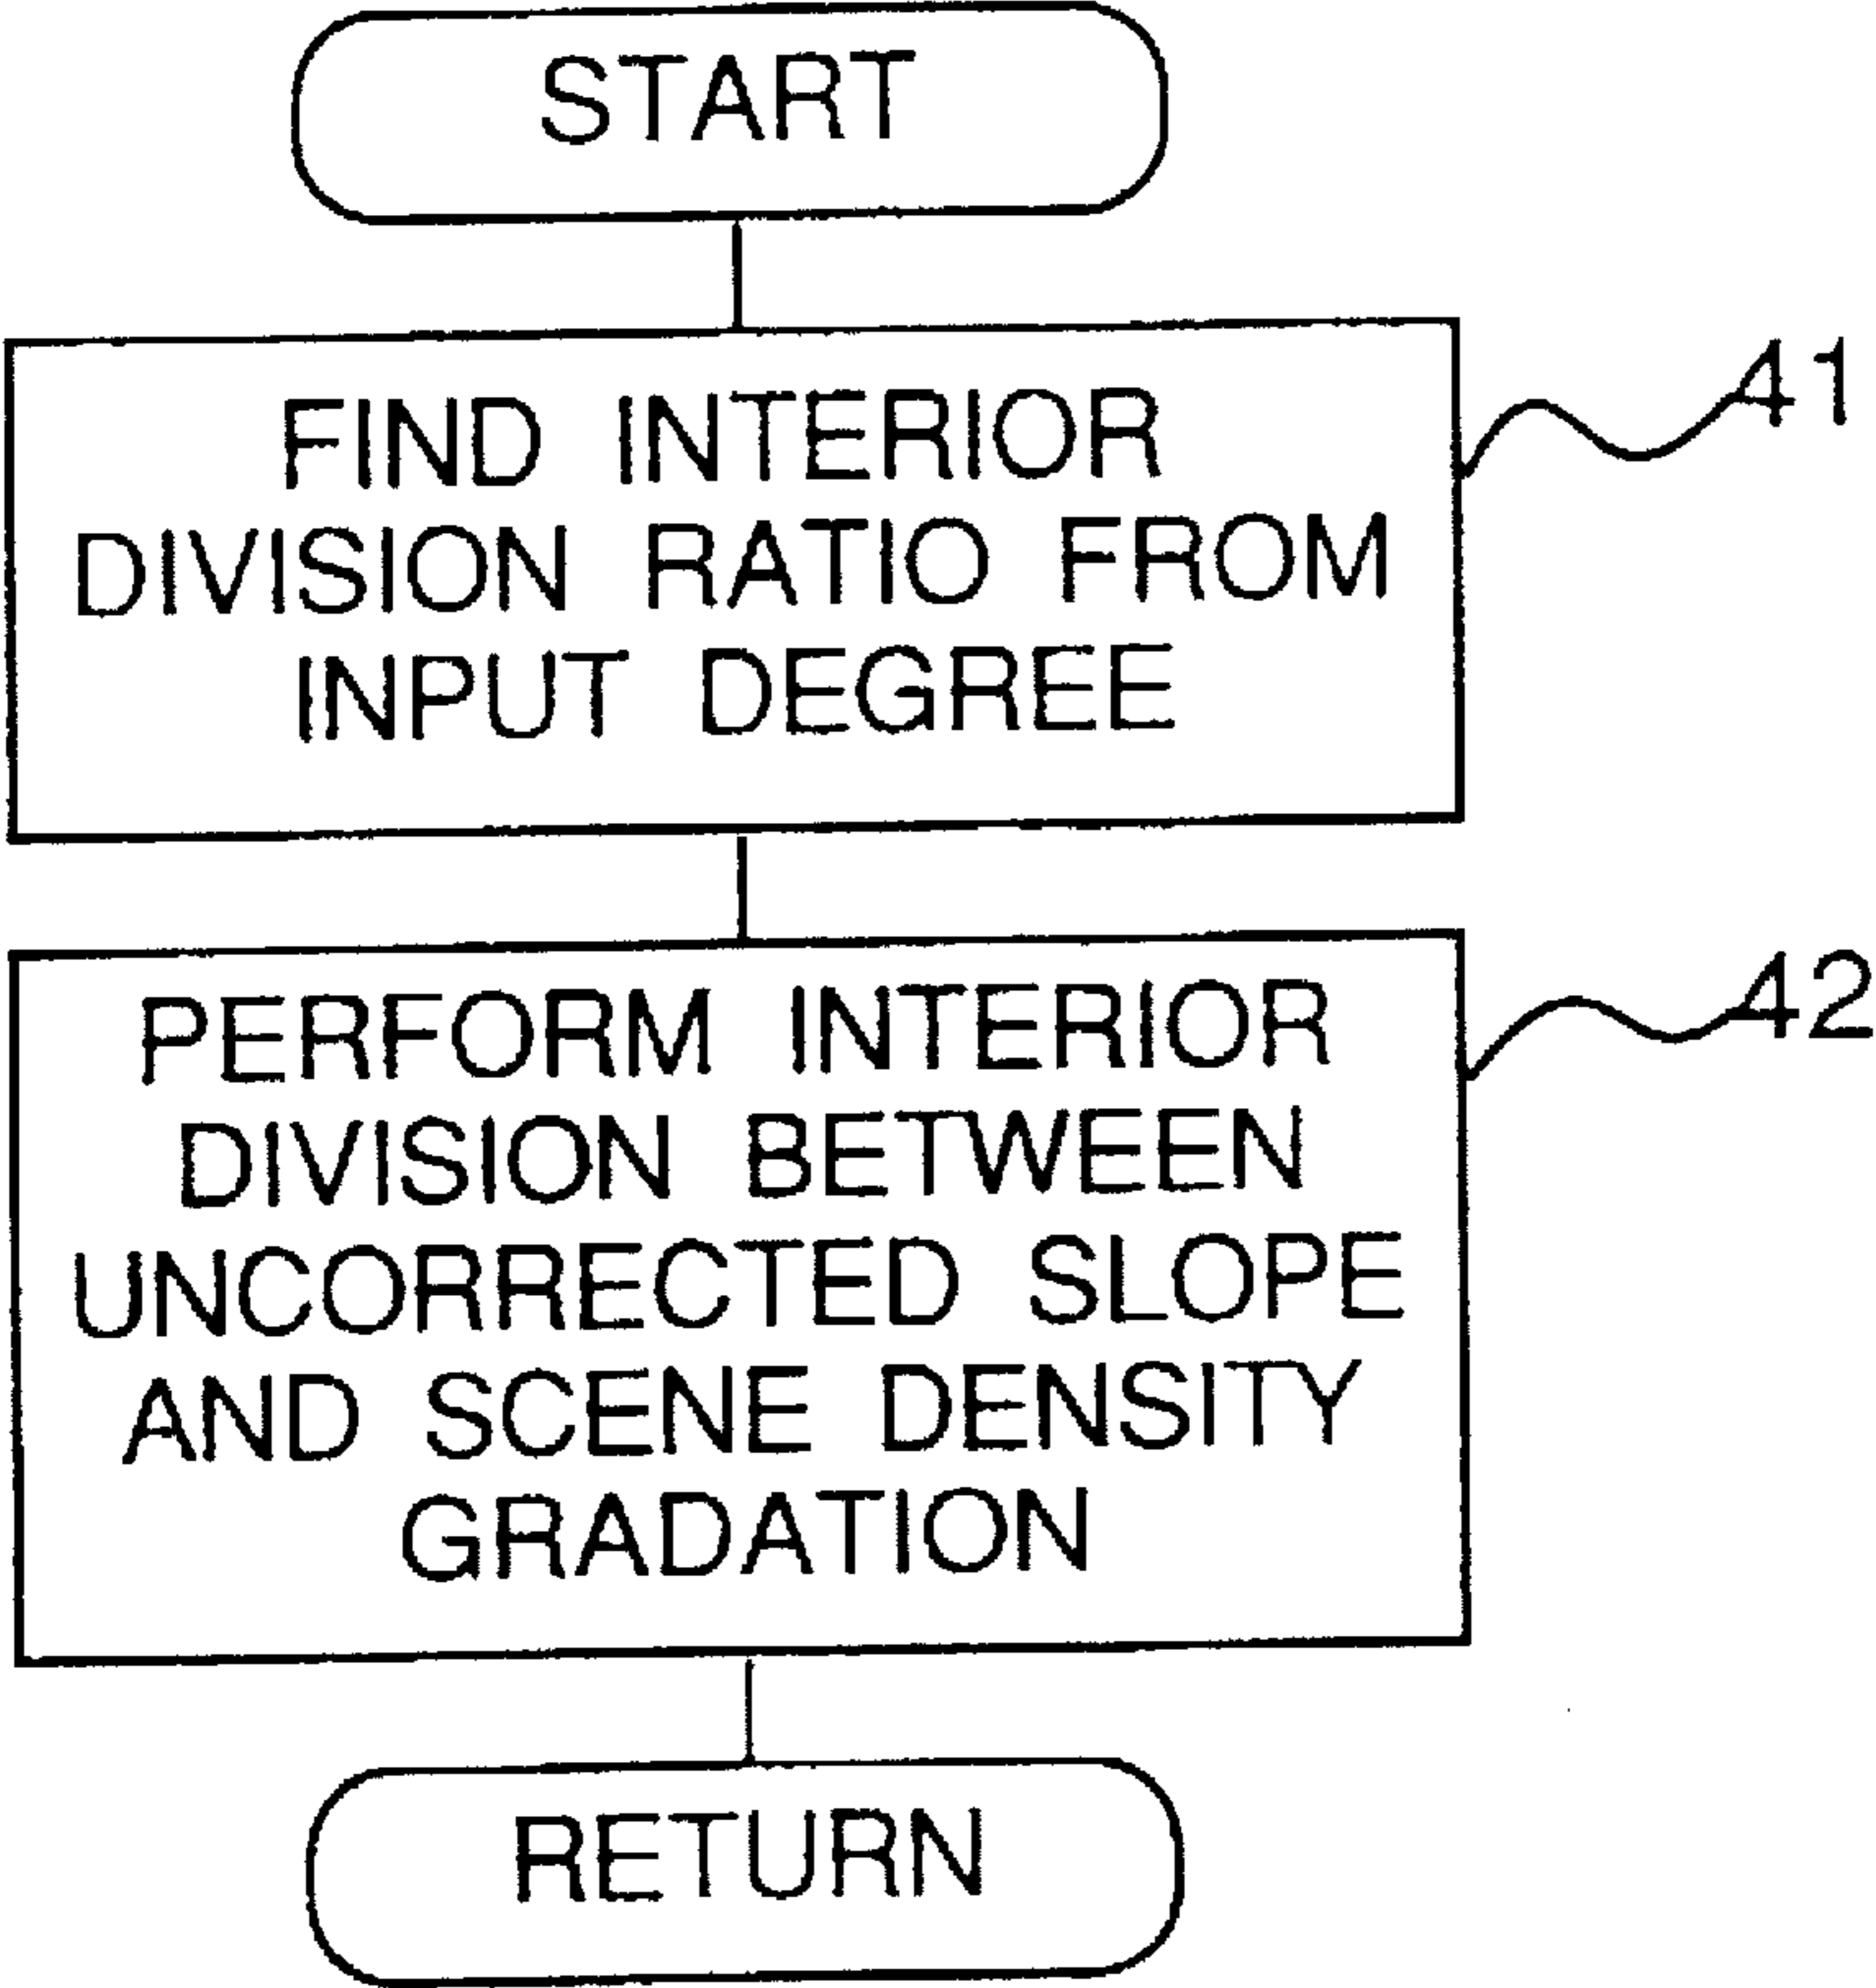 START
FIND INTERIOR
DIVISION RATIO FROM
INPUT DEGREE
41
PERFORM INTERIOR
DIVISION BETWEEN
UNCORRECTED SLOPE
AND SCENE DENSITY
GRADATION
42
RETURN